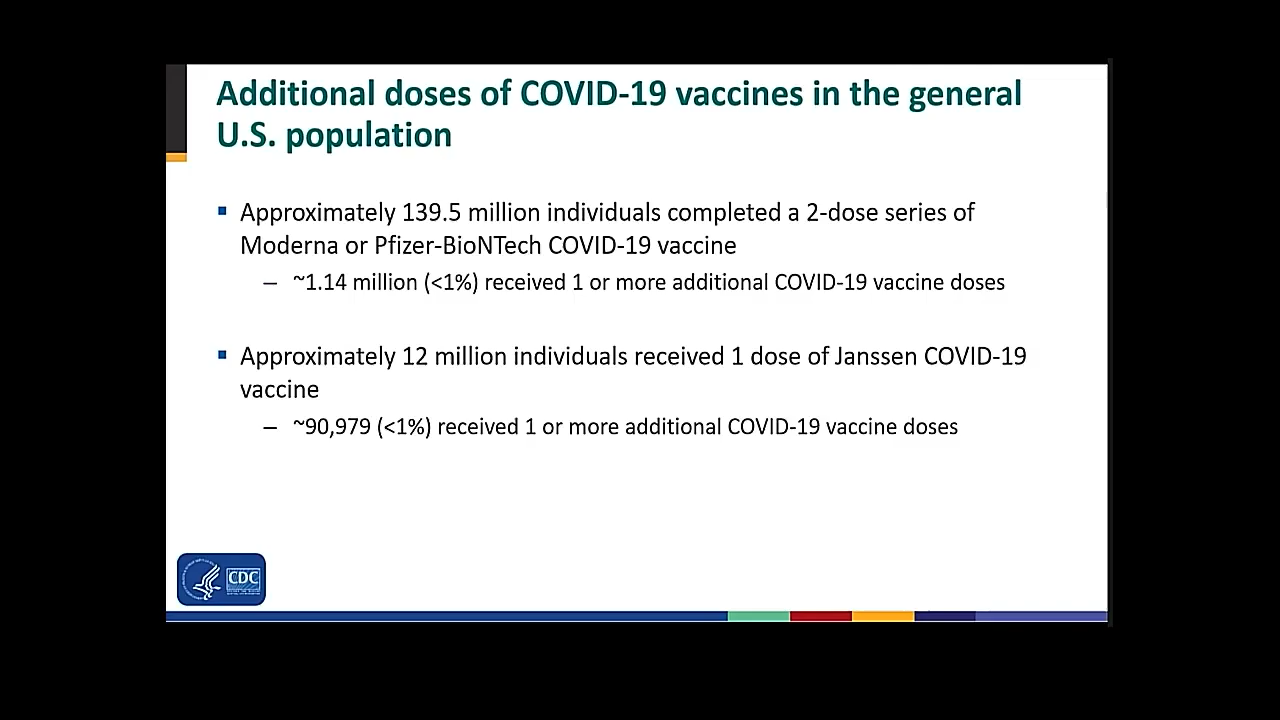 Additional doses of COVID-19 vaccines in the general
U.S. population
▪ Approximately 139.5 million individuals completed a 2-dose series of
Moderna or Pfizer-BioNTech COVID-19 vaccine
– ~1.14 million (<1%) received 1 or more additional COVID-19 vaccine doses
▪ Approximately 12 million individuals received 1 dose of Janssen COVID-19
vaccine
– ~90,979 (<1%) received 1 or more additional COVID-19 vaccine doses
CDC